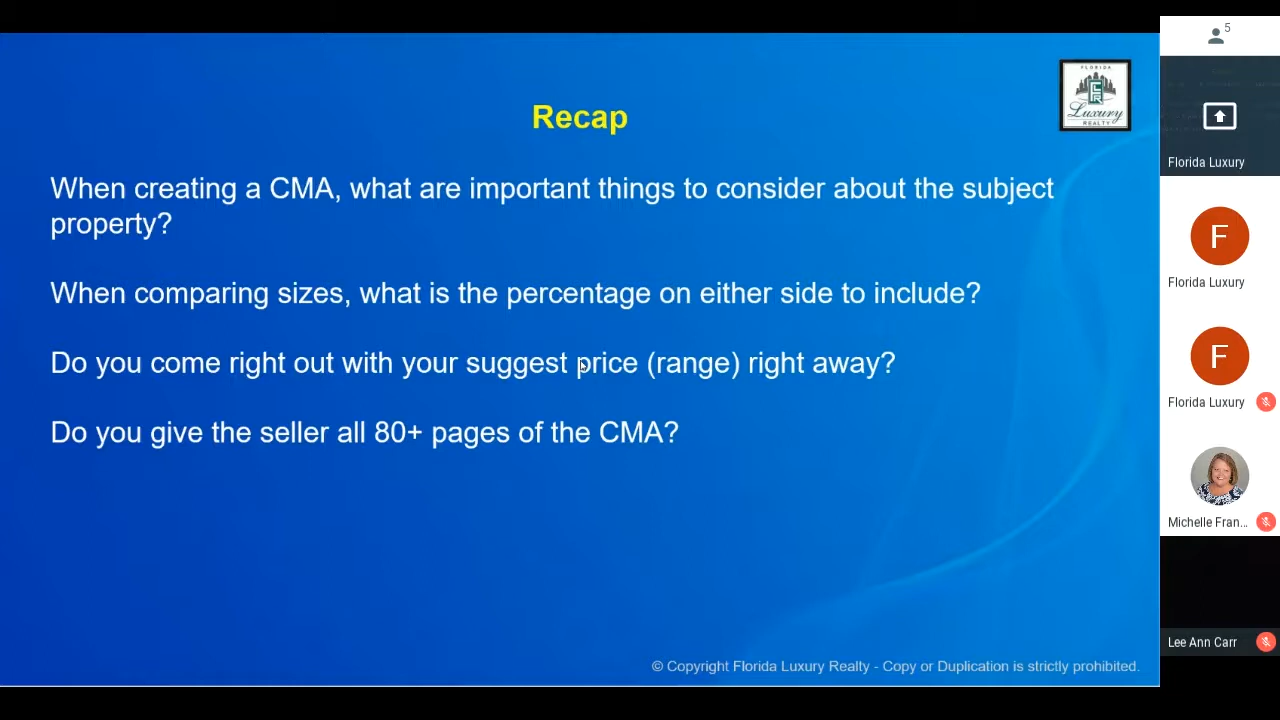 Recap
FLORIDA
Luxury
REALTY
When creating a CMA, what are important things to consider about the subject
property?
When comparing sizes, what is the percentage on either side to include?
Do you come right out with your suggest price (range) right away?
Do you give the seller all 80+ pages of the CMA?
© Copyright Florida Luxury Realty - Copy or Duplication is strictly prohibited.
5
Florida Luxury
F
Florida Luxury
F
Florida Luxury
Michelle Fran...
Lee Ann Carr